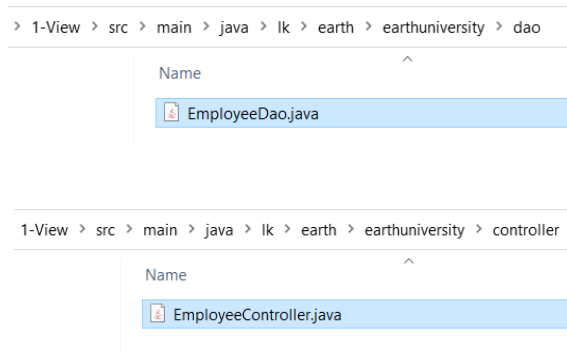 > 1-View > src > main > java > lk > earth > earthuniversity > dao
Name
EmployeeDao.java
1-View > src > main > java > lk > earth > earthuniversity > controller
Name
EmployeeController.java